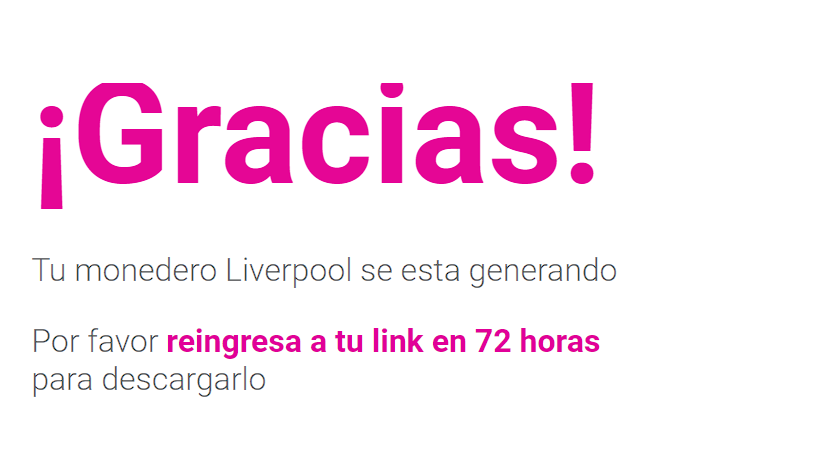 ¡Gracias!
Tu monedero Liverpool se esta generando
Por favor reingresa a tu link en 72 horas
para descargarlo